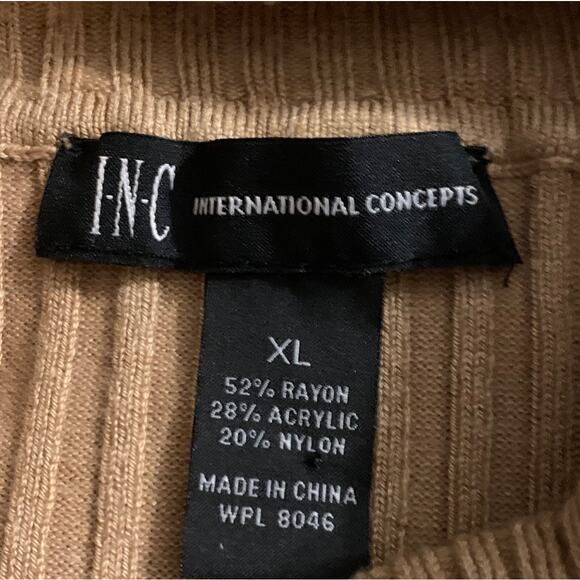 I·N·C INTERNATIONAL CONCEPTS
XL
52% RAYON
28% ACRYLIC
20% NYLON
MADE IN CHINA
WPL 8046